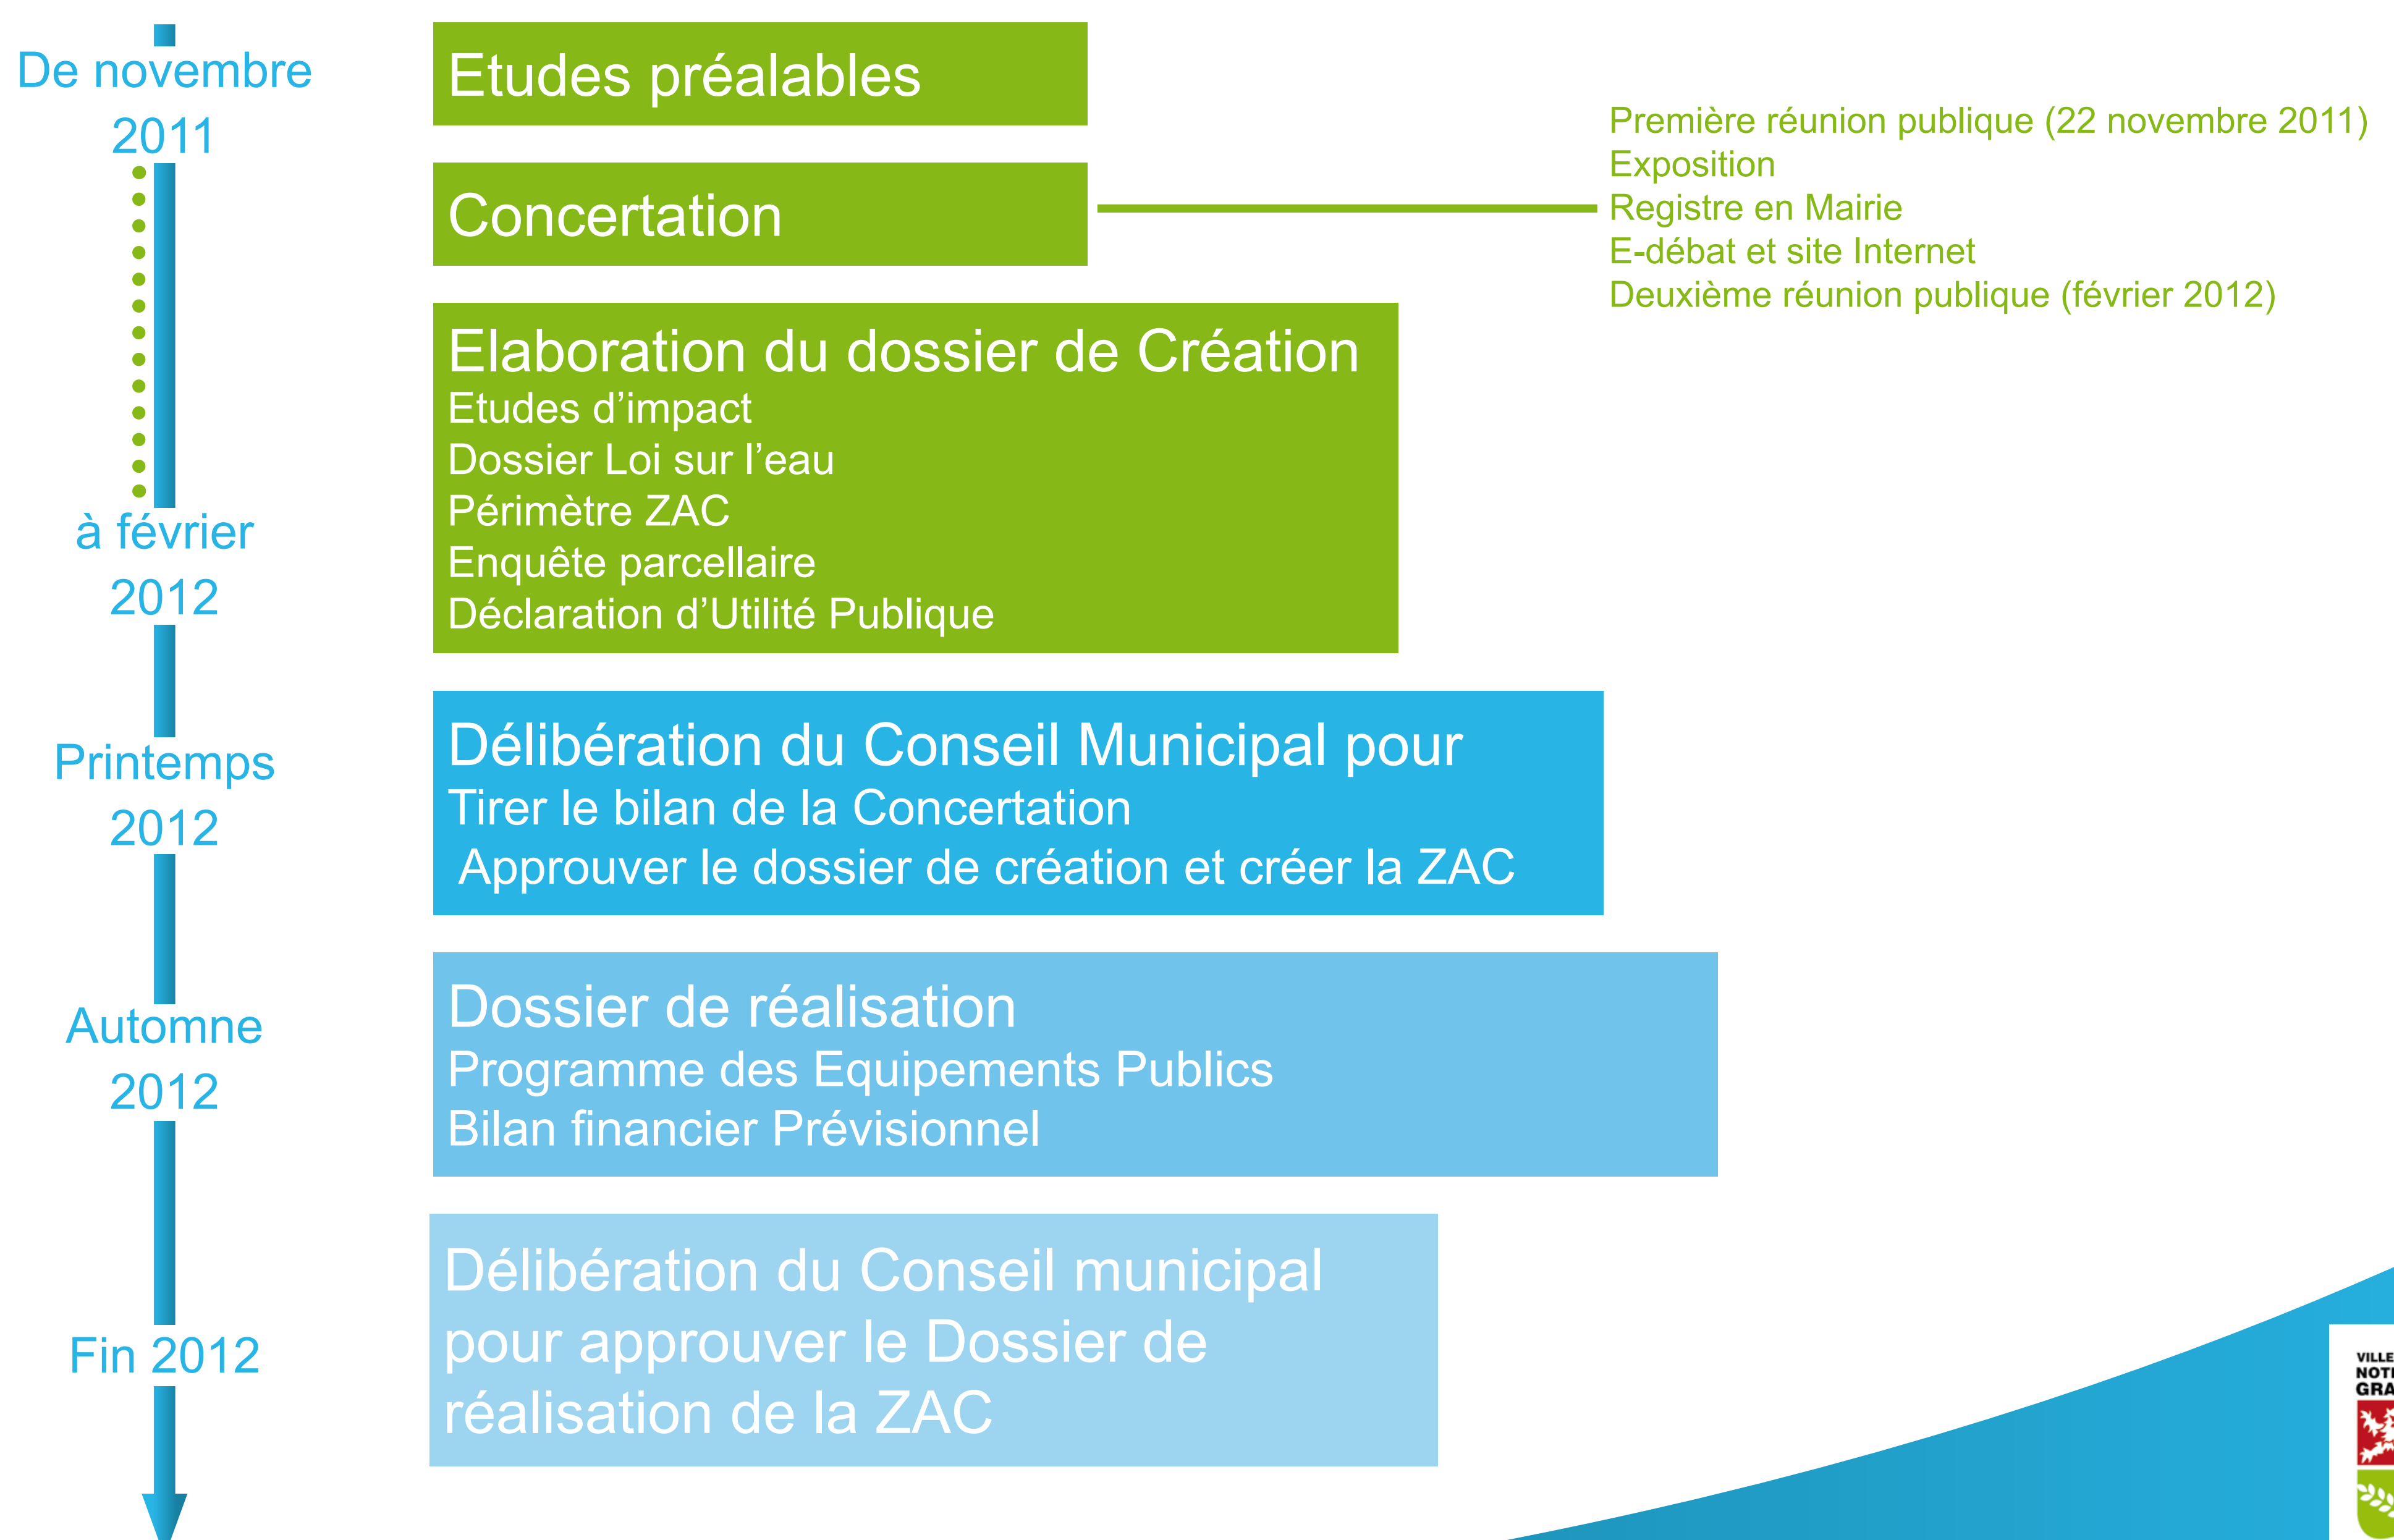 De novembre
2011
à février
2012
Printemps
2012
Automne
2012
Fin 2012
Etudes préalables
Concertation
Première réunion publique (22 novembre 2011)
Exposition
Registre en Mairie
E-débat et site Internet
Deuxième réunion publique (février 2012)
Elaboration du dossier de Création
Etudes d’impact
Dossier Loi sur l’eau
Périmètre ZAC
Enquête parcellaire
Déclaration d’Utilité Publique
Délibération du Conseil Municipal pour
Tirer le bilan de la Concertation
Approuver le dossier de création et créer la ZAC
Dossier de réalisation
Programme des Equipements Publics
Bilan financier Prévisionnel
Délibération du Conseil municipal
pour approuver le Dossier de
réalisation de la ZAC
VILLE